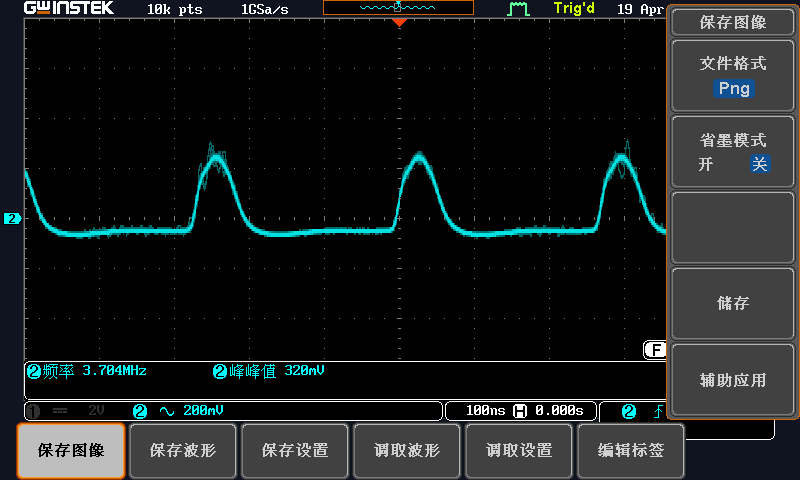 GWINSTEK 10k pts 1GSa/s Trig'd 19 Apr
保存图像
文件格式
Png
省墨模式
开 关
2
储存
F
2 频率 3.704MHz 2 峰峰值 320mV
辅助应用
1 2V 2 200mV 100ns H 0.000s 2
保存图像 保存波形 保存设置 调取波形 调取设置 编辑标签